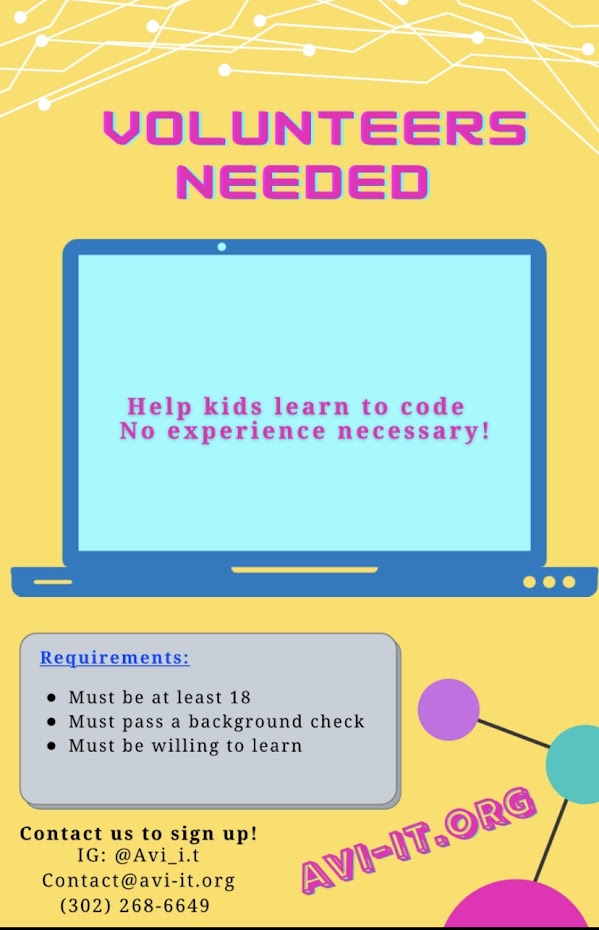 VOLUNTEERS
NEEDED
Help kids learn to code
No experience necessary!
Requirements:
● Must be at least 18
● Must pass a background check
● Must be willing to learn
Contact us to sign up!
IG: @Avi_i.t
Contact@avi-it.org
(302) 268-6649
AVI-IT.ORG